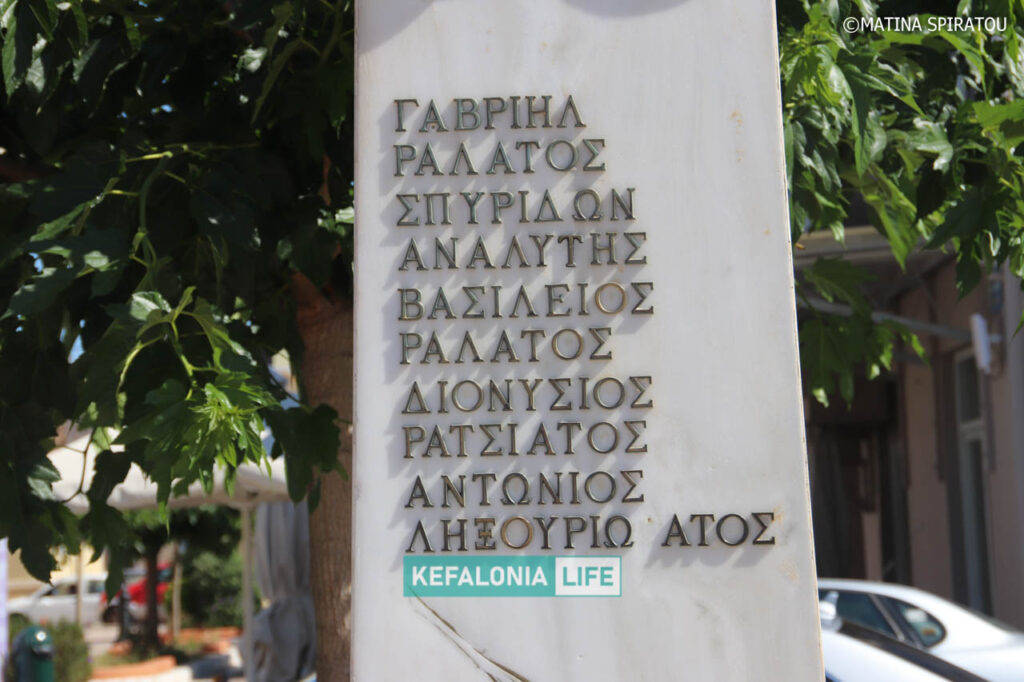 ©MATINA SPIRATOU
ΓΑΒΡΙΗΛ
ΡΑΛΑΤΟΣ
ΣΠΥΡΙΔΩΝ
ΑΝΑΛΥΤΗΣ
ΒΑΣΙΛΕΙΟΣ
ΡΑΛΑΤΟΣ
ΔΙΟΝΥΣΙΟΣ
ΡΑΤΣΙΑΤΟΣ
ΑΝΤΩΝΙΟΣ
ΛΗΞΟΥΡΙΩ ΑΤΟΣ
KEFALONIA LIFE